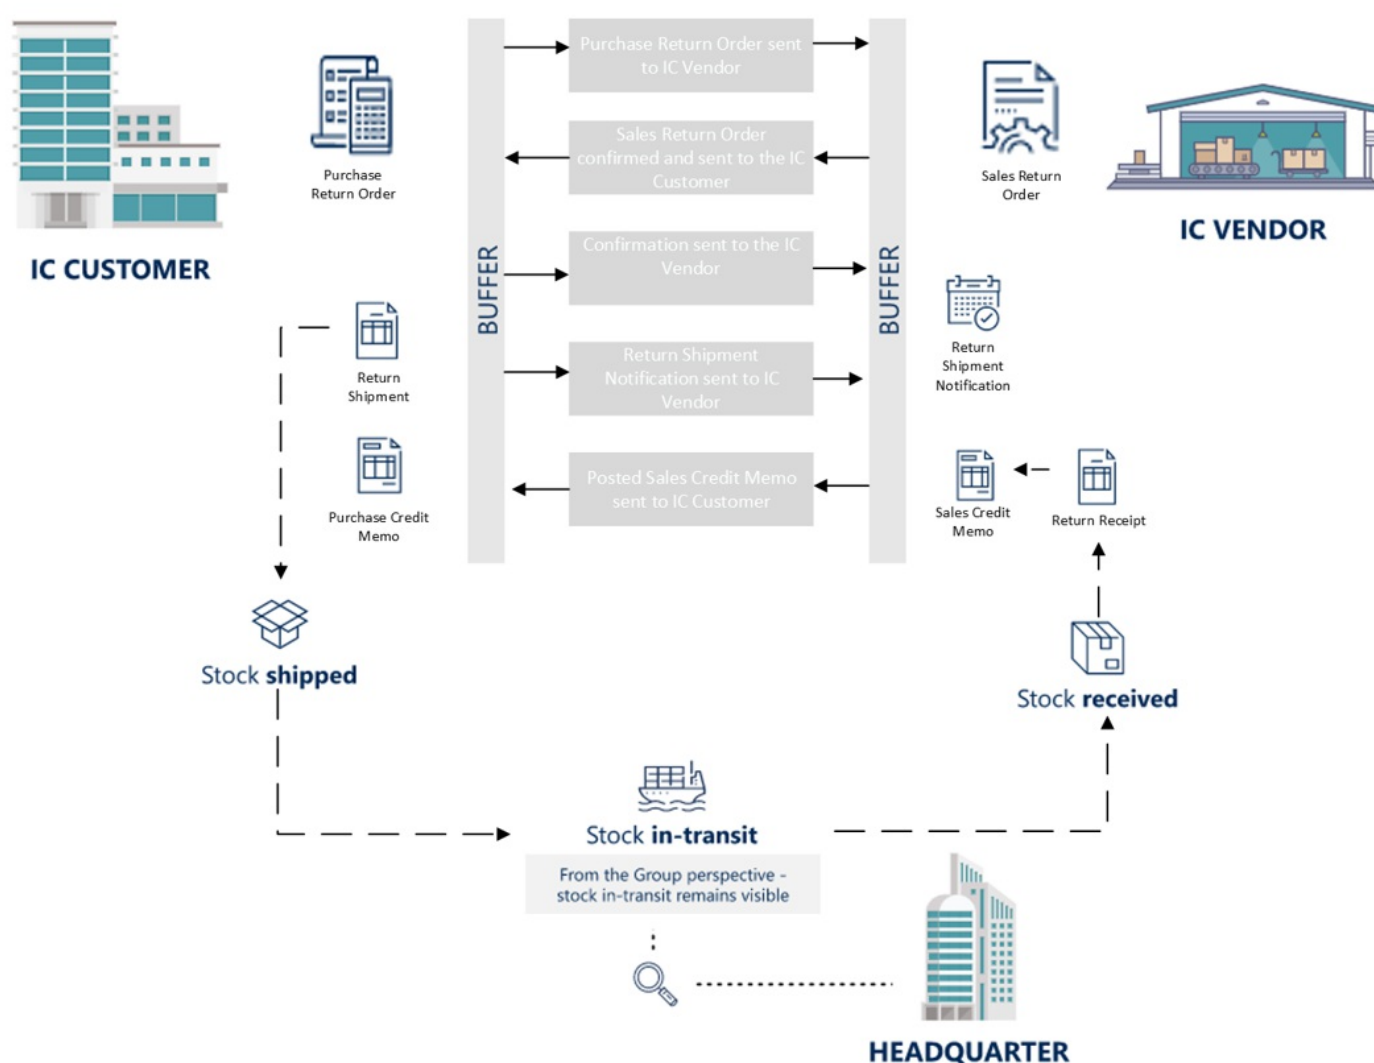 Purchase Return Order sent
to IC Vendor
Sales Return Order
confirmed and sent to the IC
Customer
Confirmation sent to the IC
Vendor
Return Shipment
Notification sent to IC
Vendor
Posted Sales Credit Memo
sent to IC Customer
BUFFER
BUFFER
Purchase
Return Order
IC CUSTOMER
Return
Shipment
Purchase Credit
Memo
Sales Return
Order
IC VENDOR
Return
Shipment
Notification
Sales Credit
Memo
Return Receipt
Stock shipped
Stock received
Stock in-transit
From the Group perspective -
stock in-transit remains visible
HEADQUARTER